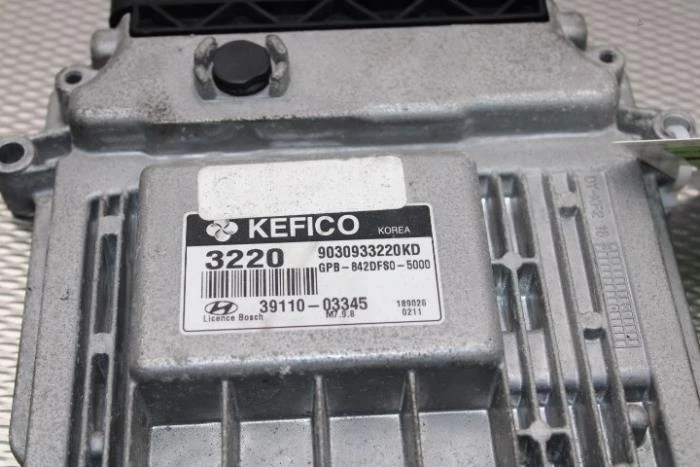 KEFICO KOREA
3220 9030933220KD
GPB-842DFS0-5000
39110-03345 189026
Licence Bosch M7.9.8 0211